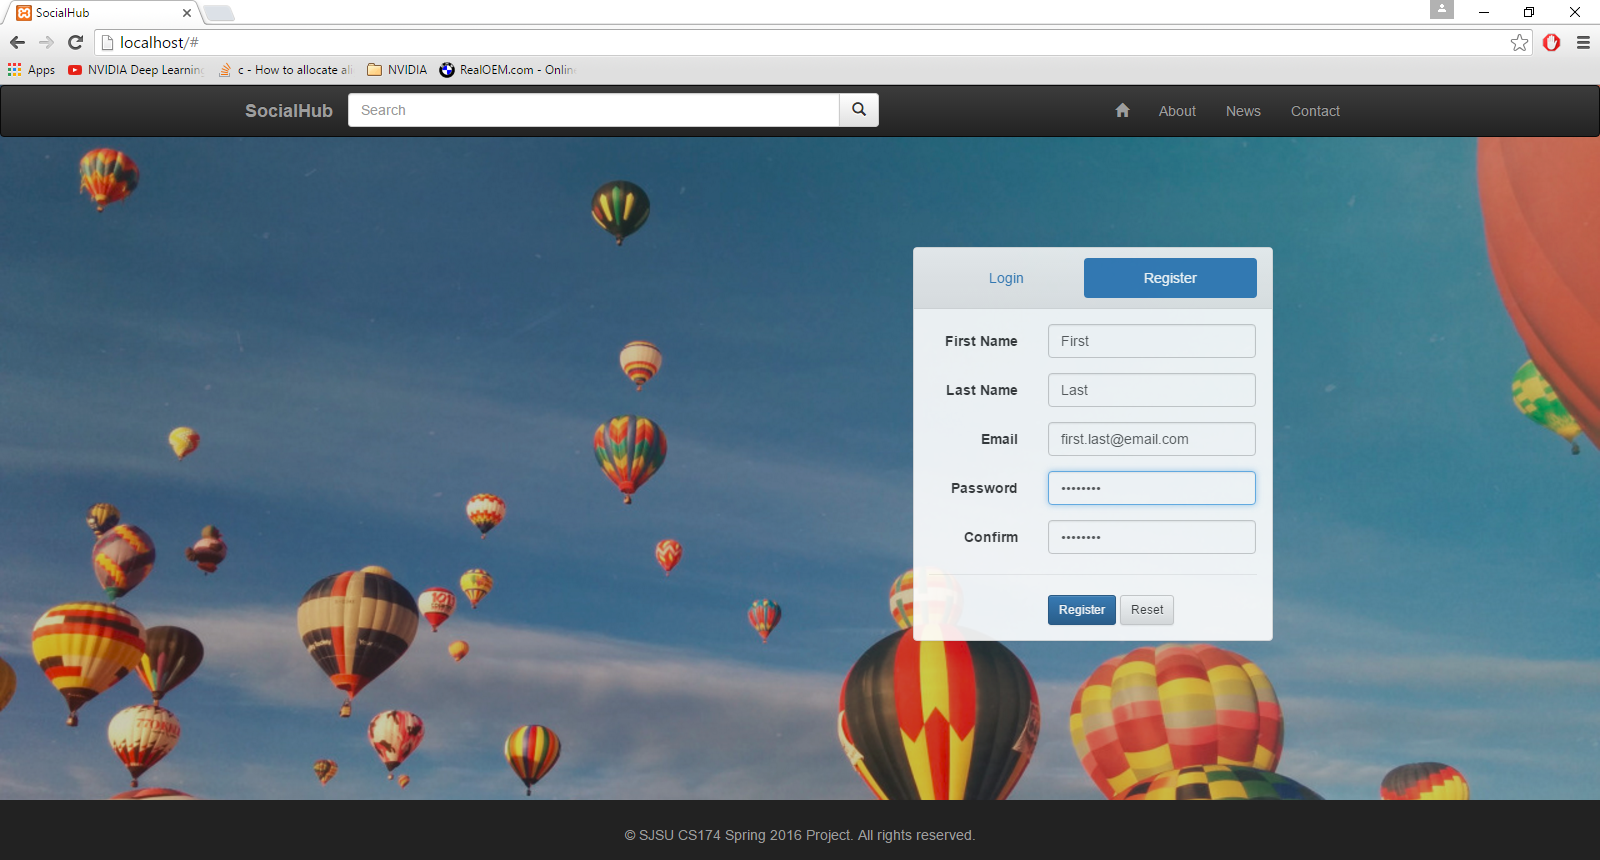 SocialHub
localhost/#
Apps NVIDIA Deep Learning c - How to allocate ali NVIDIA RealOEM.com - Onlin
SocialHub Search About News Contact
Login Register
First Name First
Last Name Last
Email first.last@email.com
Password ••••••••
Confirm ••••••••
Register Reset
© SJSU CS174 Spring 2016 Project. All rights reserved.